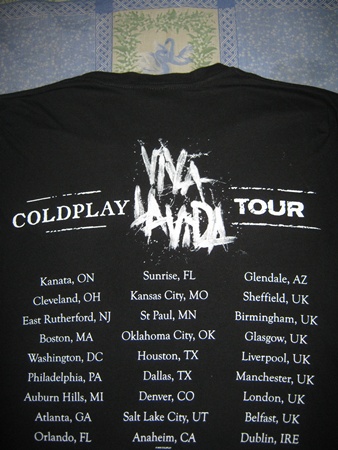 VIVA
COLDPLAY LA VIDA TOUR
Kanata, ON
Cleveland, OH
East Rutherford, NJ
Boston, MA
Washington, DC
Philadelphia, PA
Auburn Hills, MI
Atlanta, GA
Orlando, FL
Sunrise, FL
Kansas City, MO
St Paul, MN
Oklahoma City, OK
Houston, TX
Dallas, TX
Denver, CO
Salt Lake City, UT
Anaheim, CA
Glendale, AZ
Sheffield, UK
Birmingham, UK
Glasgow, UK
Liverpool, UK
Manchester, UK
London, UK
Belfast, UK
Dublin, IRE